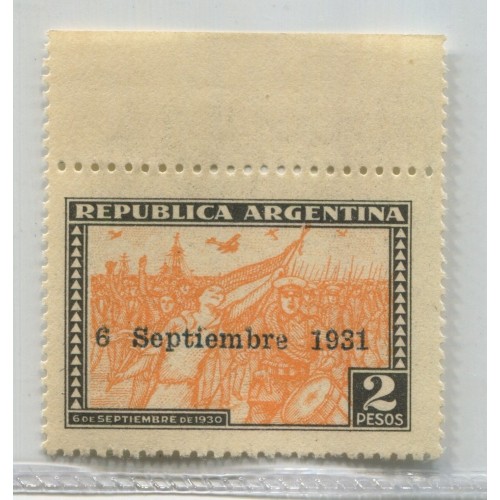 REPUBLICA ARGENTINA
6 Septiembre 1931
6 DE SEPTIEMBRE DE 1930
2
PESOS